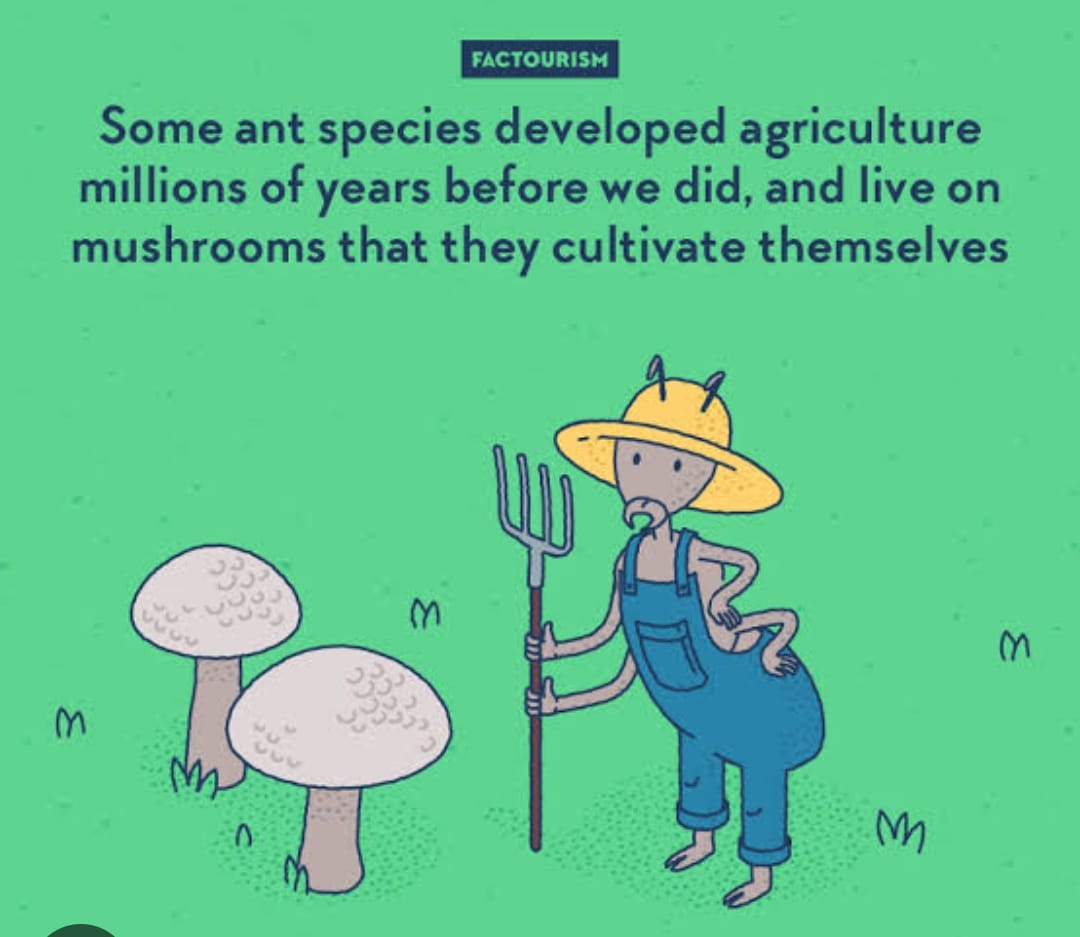 FACTOURISM
Some ant species developed agriculture
millions of years before we did, and live on
mushrooms that they cultivate themselves